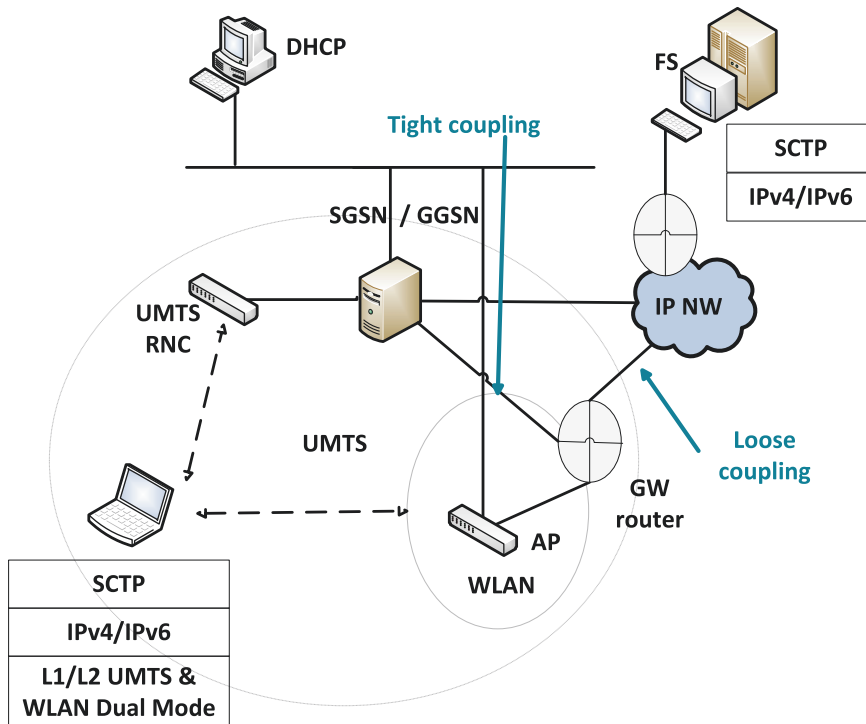 DHCP
FS
Tight coupling
SCTP
IPv4/IPv6
SGSN / GGSN
UMTS
RNC
IP NW
UMTS
Loose
coupling
GW
router
AP
WLAN
SCTP
IPv4/IPv6
L1/L2 UMTS &
WLAN Dual Mode